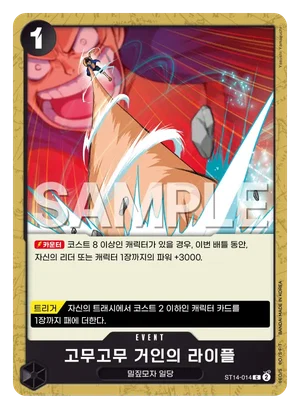 1
SAMPLE
카운터 코스트 8 이상인 캐릭터가 있을 경우, 이번 배틀 동안,
자신의 리더 또는 캐릭터 1장까지의 파워 +3000.
트리거 자신의 트래시에서 코스트 2 이하인 캐릭터 카드를
1장까지 패에 더한다.
EVENT
고무고무 거인의 라이플
밀짚모자 일당
ST14-014 C 2